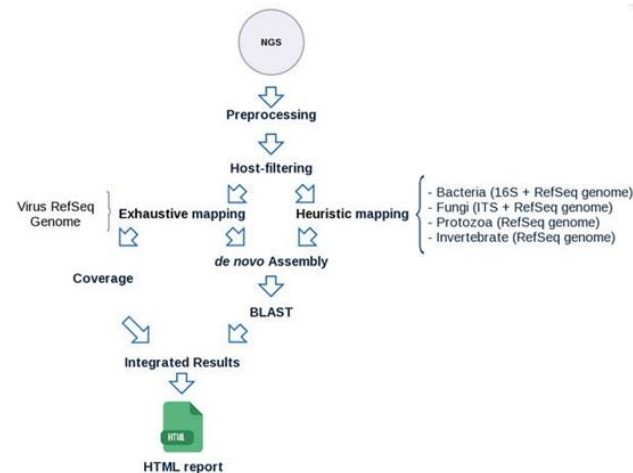 NGS
Preprocessing
Host-filtering
Virus RefSeq
Genome
Exhaustive mapping
Heuristic mapping
- Bacteria (16S + RefSeq genome)
- Fungi (ITS + RefSeq genome)
- Protozoa (RefSeq genome)
- Invertebrate (RefSeq genome)
de novo Assembly
Coverage
BLAST
Integrated Results
HTML
HTML report